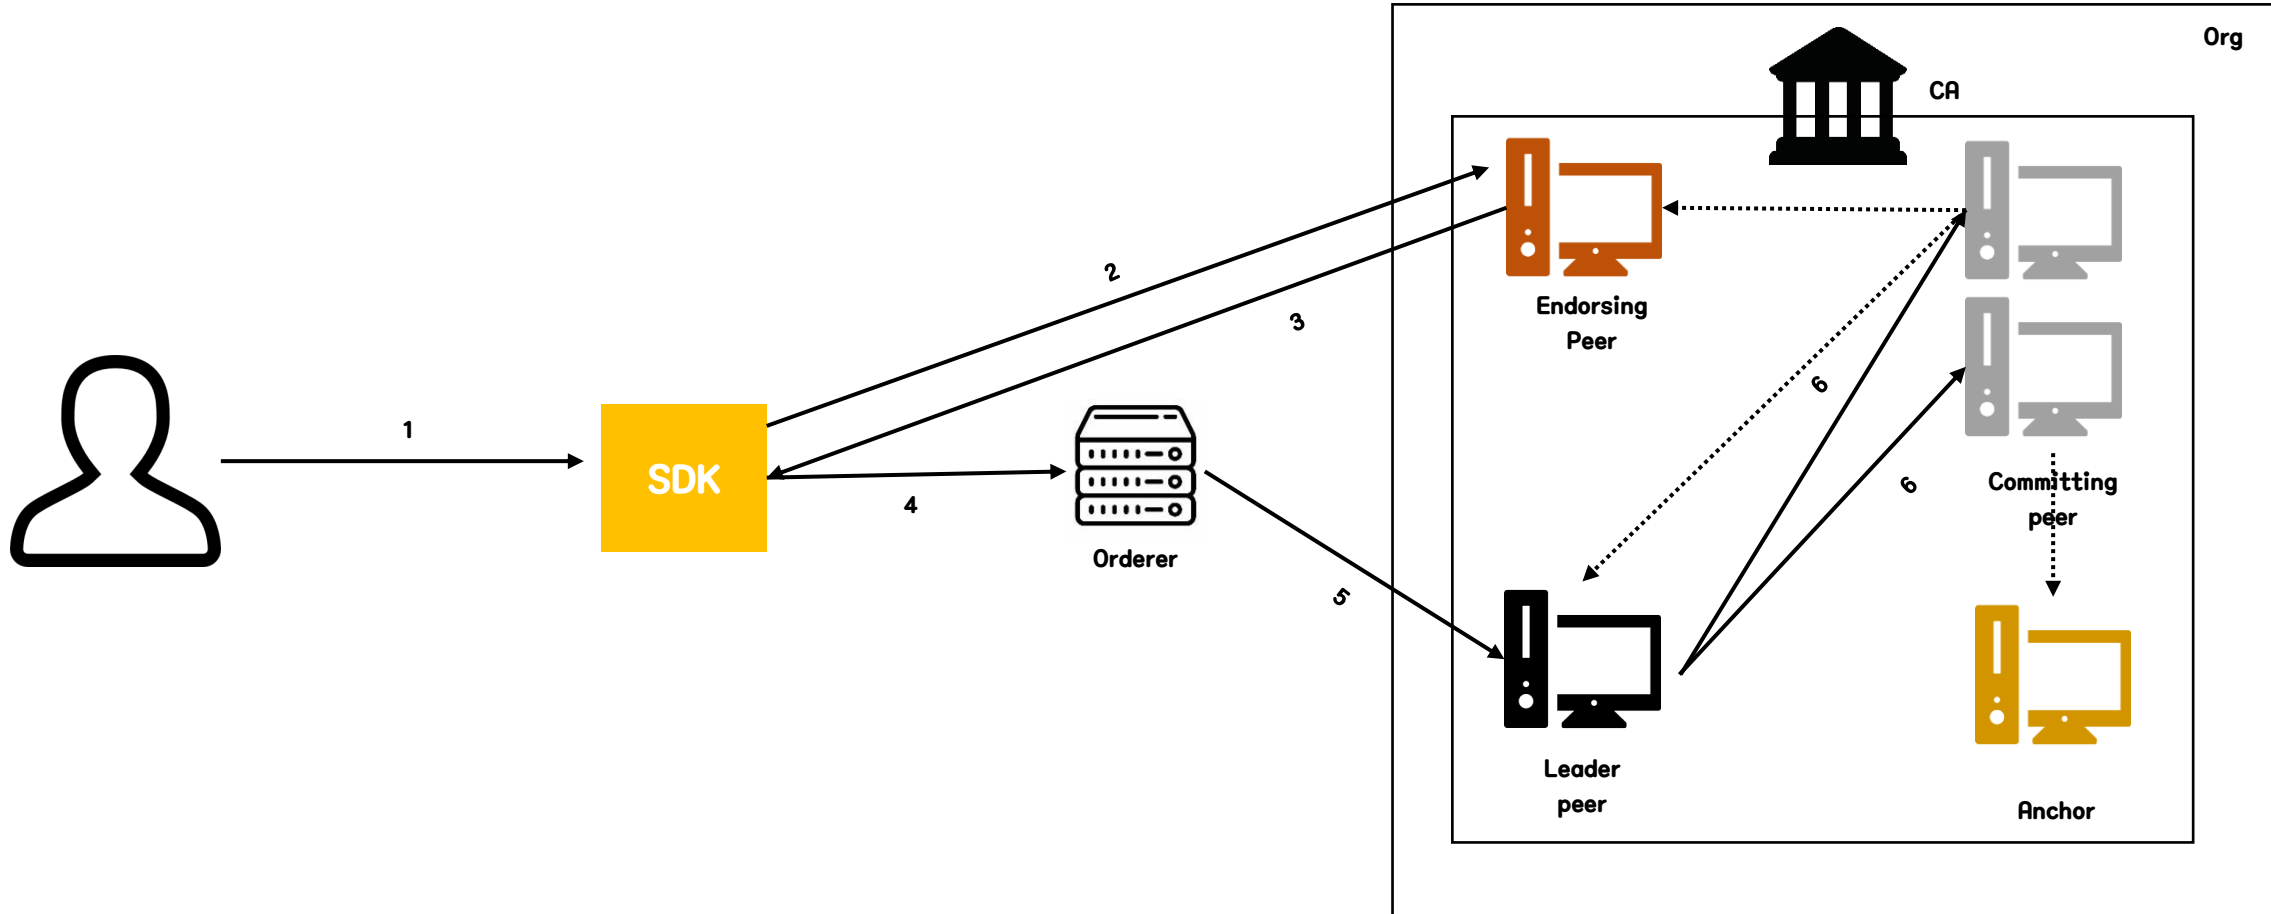 Org
CA
2
3
Endorsing
Peer
1
SDK
4
Orderer
5
6
6
Committing
peer
Leader
peer
Anchor